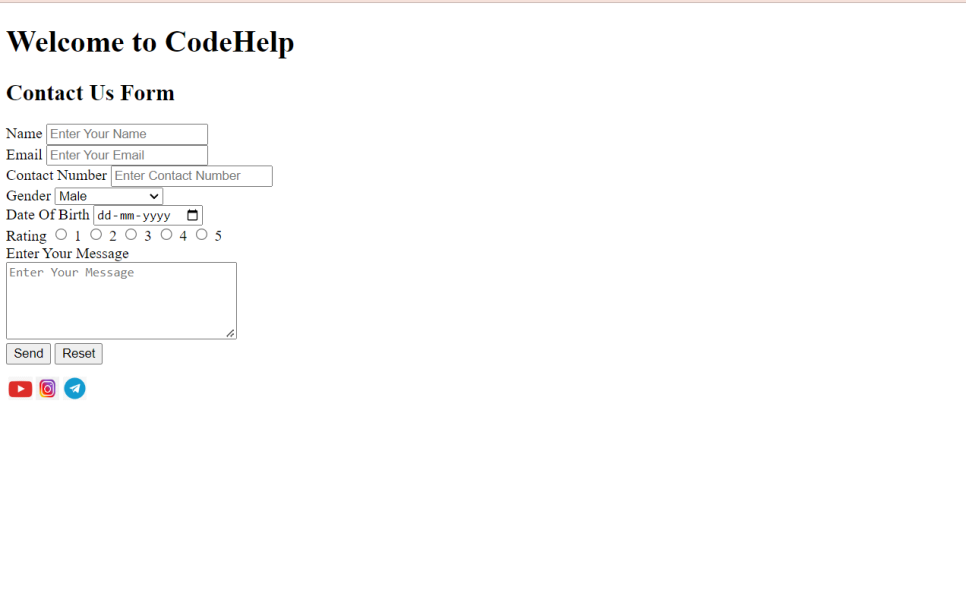 Welcome to CodeHelp
Contact Us Form
Name Enter Your Name
Email Enter Your Email
Contact Number Enter Contact Number
Gender Male
Date Of Birth dd-mm-yyyy
Rating 1 2 3 4 5
Enter Your Message
Enter Your Message
Send Reset